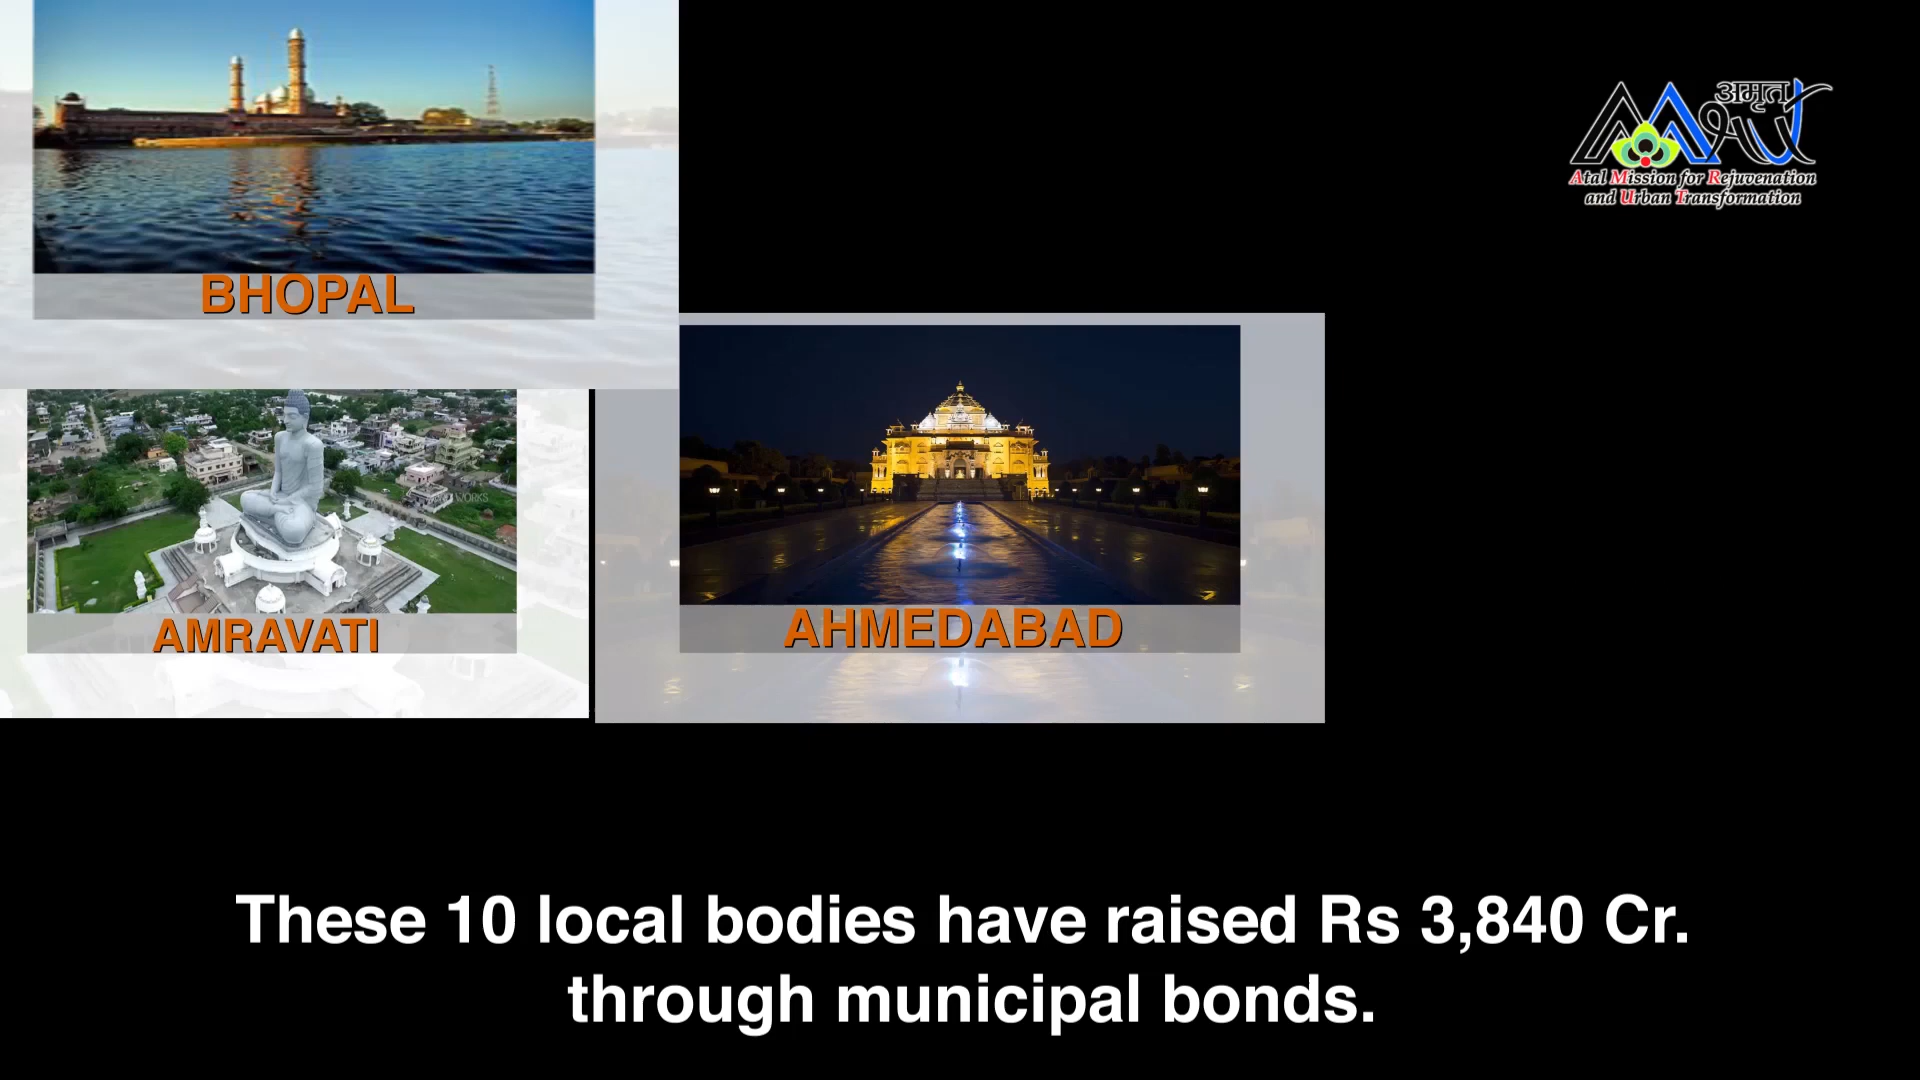 BHOPAL
अमृत
Atal Mission for Rejuvenation
and Urban Transformation
AMRAVATI
AHMEDABAD
These 10 local bodies have raised Rs 3,840 Cr.
through municipal bonds.